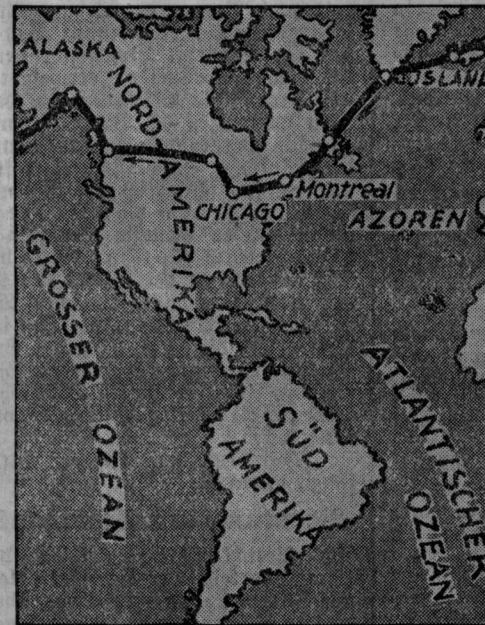 ALASKA
NORD-
AMERIKA
ISLAND
Montreal
CHICAGO
AZOREN
GROSSER
OZEAN
ATLANTISCHER
OZEAN
SÜD
AMERIKA